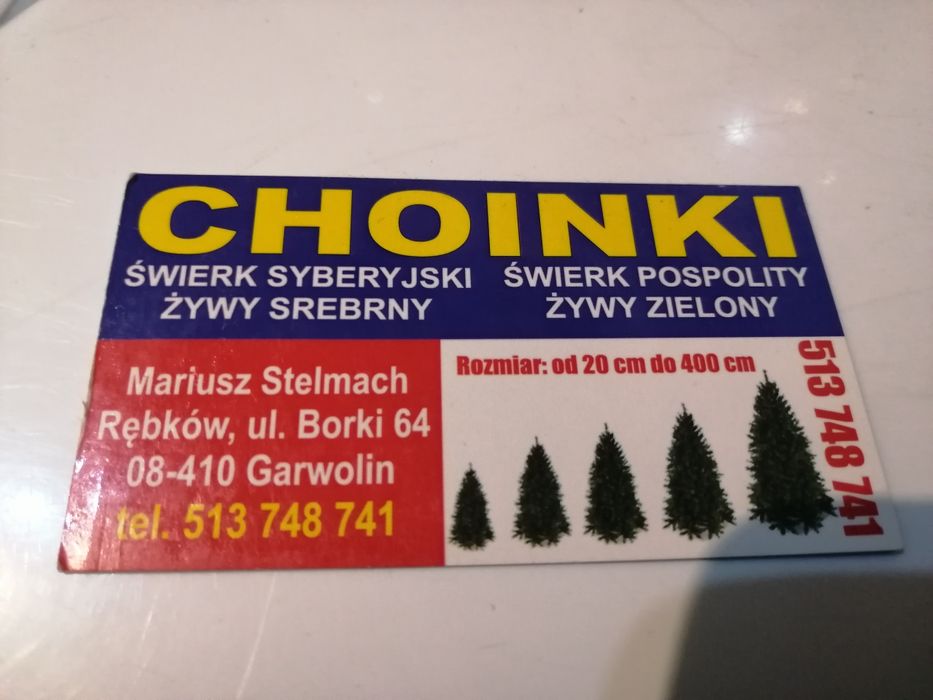 CHOINKI
ŚWIERK SYBERYJSKI
ŻYWY SREBRNY
ŚWIERK POSPOLITY
ŻYWY ZIELONY
Mariusz Stelmach
Rębków, ul. Borki 64
08-410 Garwolin
tel. 513 748 741
Rozmiar: od 20 cm do 400 cm
513 748 741